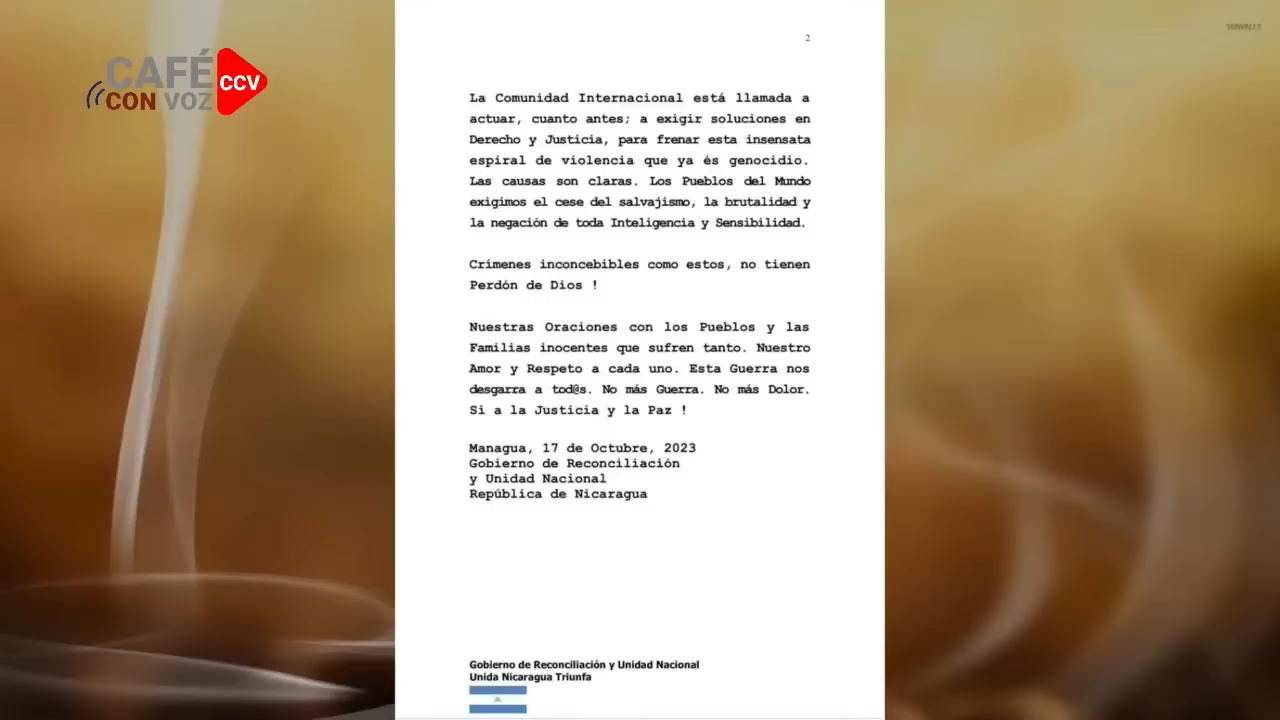 CAFÉ
CON VOZ
CCV
10WALLS
2
La Comunidad Internacional está llamada a
actuar, cuanto antes; a exigir soluciones en
Derecho y Justicia, para frenar esta insensata
espiral de violencia que ya és genocidio.
Las causas son claras. Los Pueblos del Mundo
exigimos el cese del salvajismo, la brutalidad y
la negación de toda Inteligencia y Sensibilidad.
Crímenes inconcebibles como estos, no tienen
Perdón de Dios !
Nuestras Oraciones con los Pueblos y las
Familias inocentes que sufren tanto. Nuestro
Amor y Respeto a cada uno. Esta Guerra nos
desgarra a tod@s. No más Guerra. No más Dolor.
Sí a la Justicia y la Paz !
Managua, 17 de Octubre, 2023
Gobierno de Reconciliación
y Unidad Nacional
República de Nicaragua
Gobierno de Reconciliación y Unidad Nacional
Unida Nicaragua Triunfa